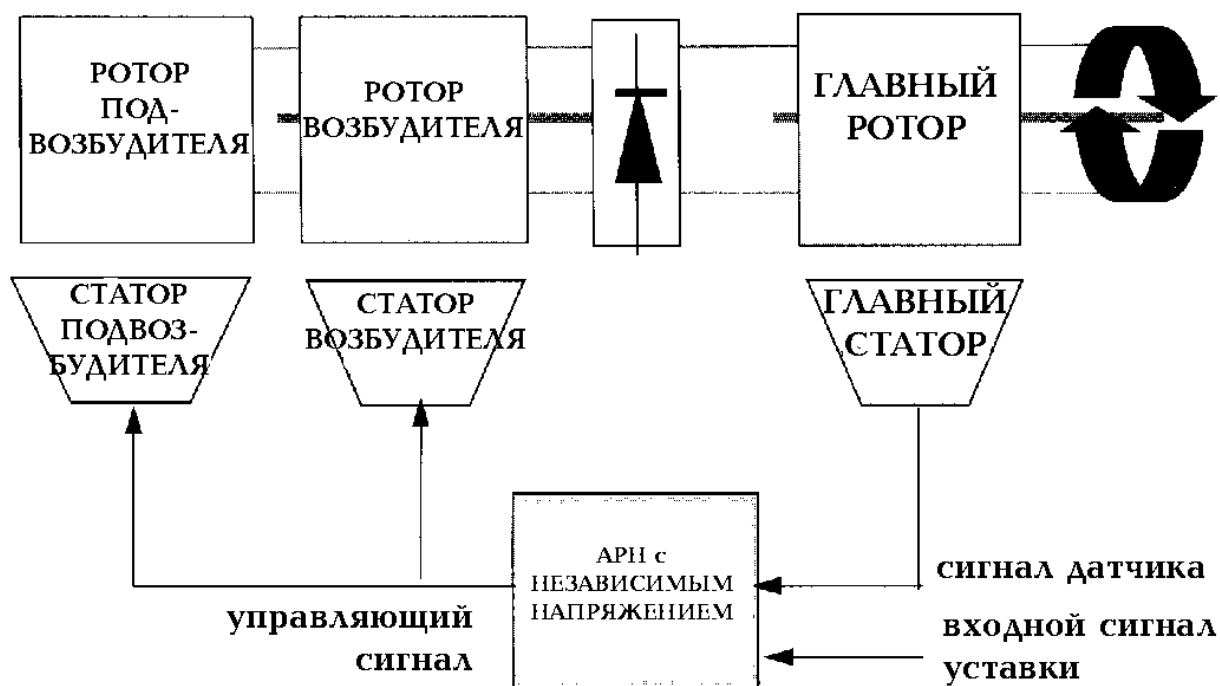 РОТОР
ПОД-
ВОЗБУДИТЕЛЯ
РОТОР
ВОЗБУДИТЕЛЯ
ГЛАВНЫЙ
РОТОР
СТАТОР
ПОДВОЗ-
БУДИТЕЛЯ
СТАТОР
ВОЗБУДИТЕЛЯ
ГЛАВНЫЙ
СТАТОР
АРН с
НЕЗАВИСИМЫМ
НАПРЯЖЕНИЕМ
управляющий
сигнал
сигнал датчика
входной сигнал
уставки